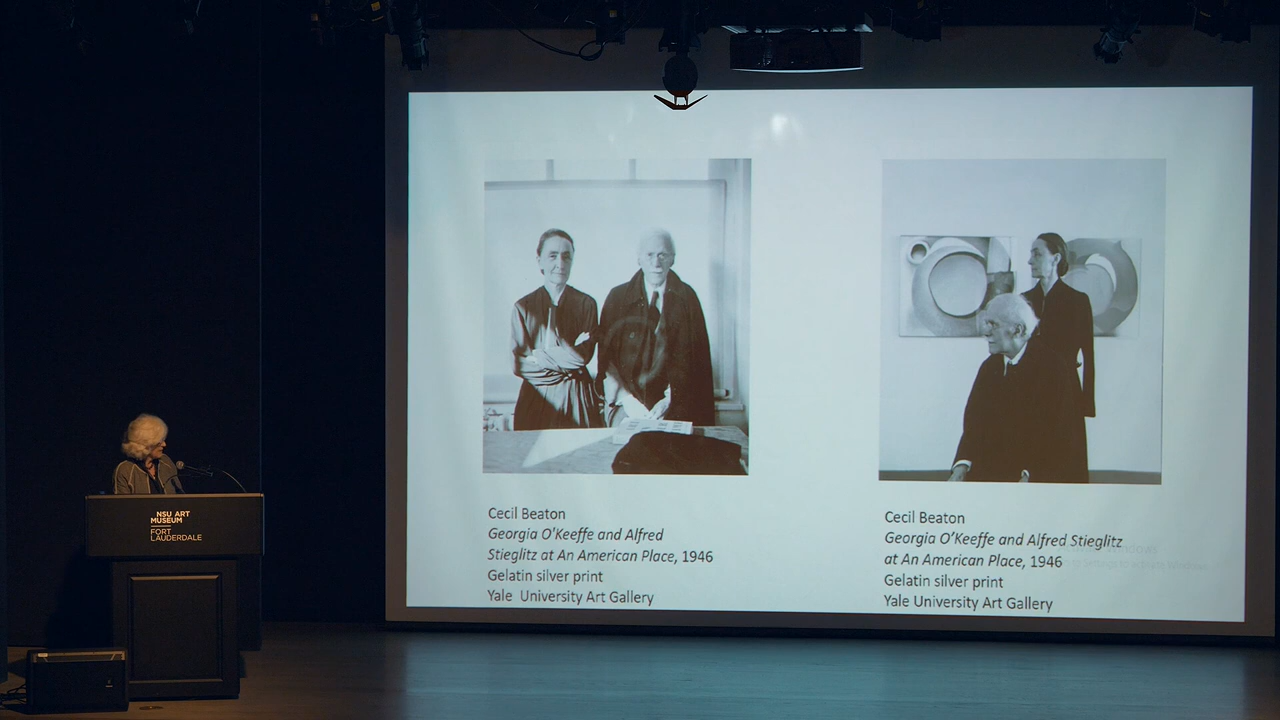 NSU ART
MUSEUM
FORT
LAUDERDALE
Cecil Beaton
Georgia O'Keeffe and Alfred
Stieglitz at An American Place, 1946
Gelatin silver print
Yale University Art Gallery
Cecil Beaton
Georgia O'Keeffe and Alfred Stieglitz
at An American Place, 1946
Gelatin silver print
Yale University Art Gallery